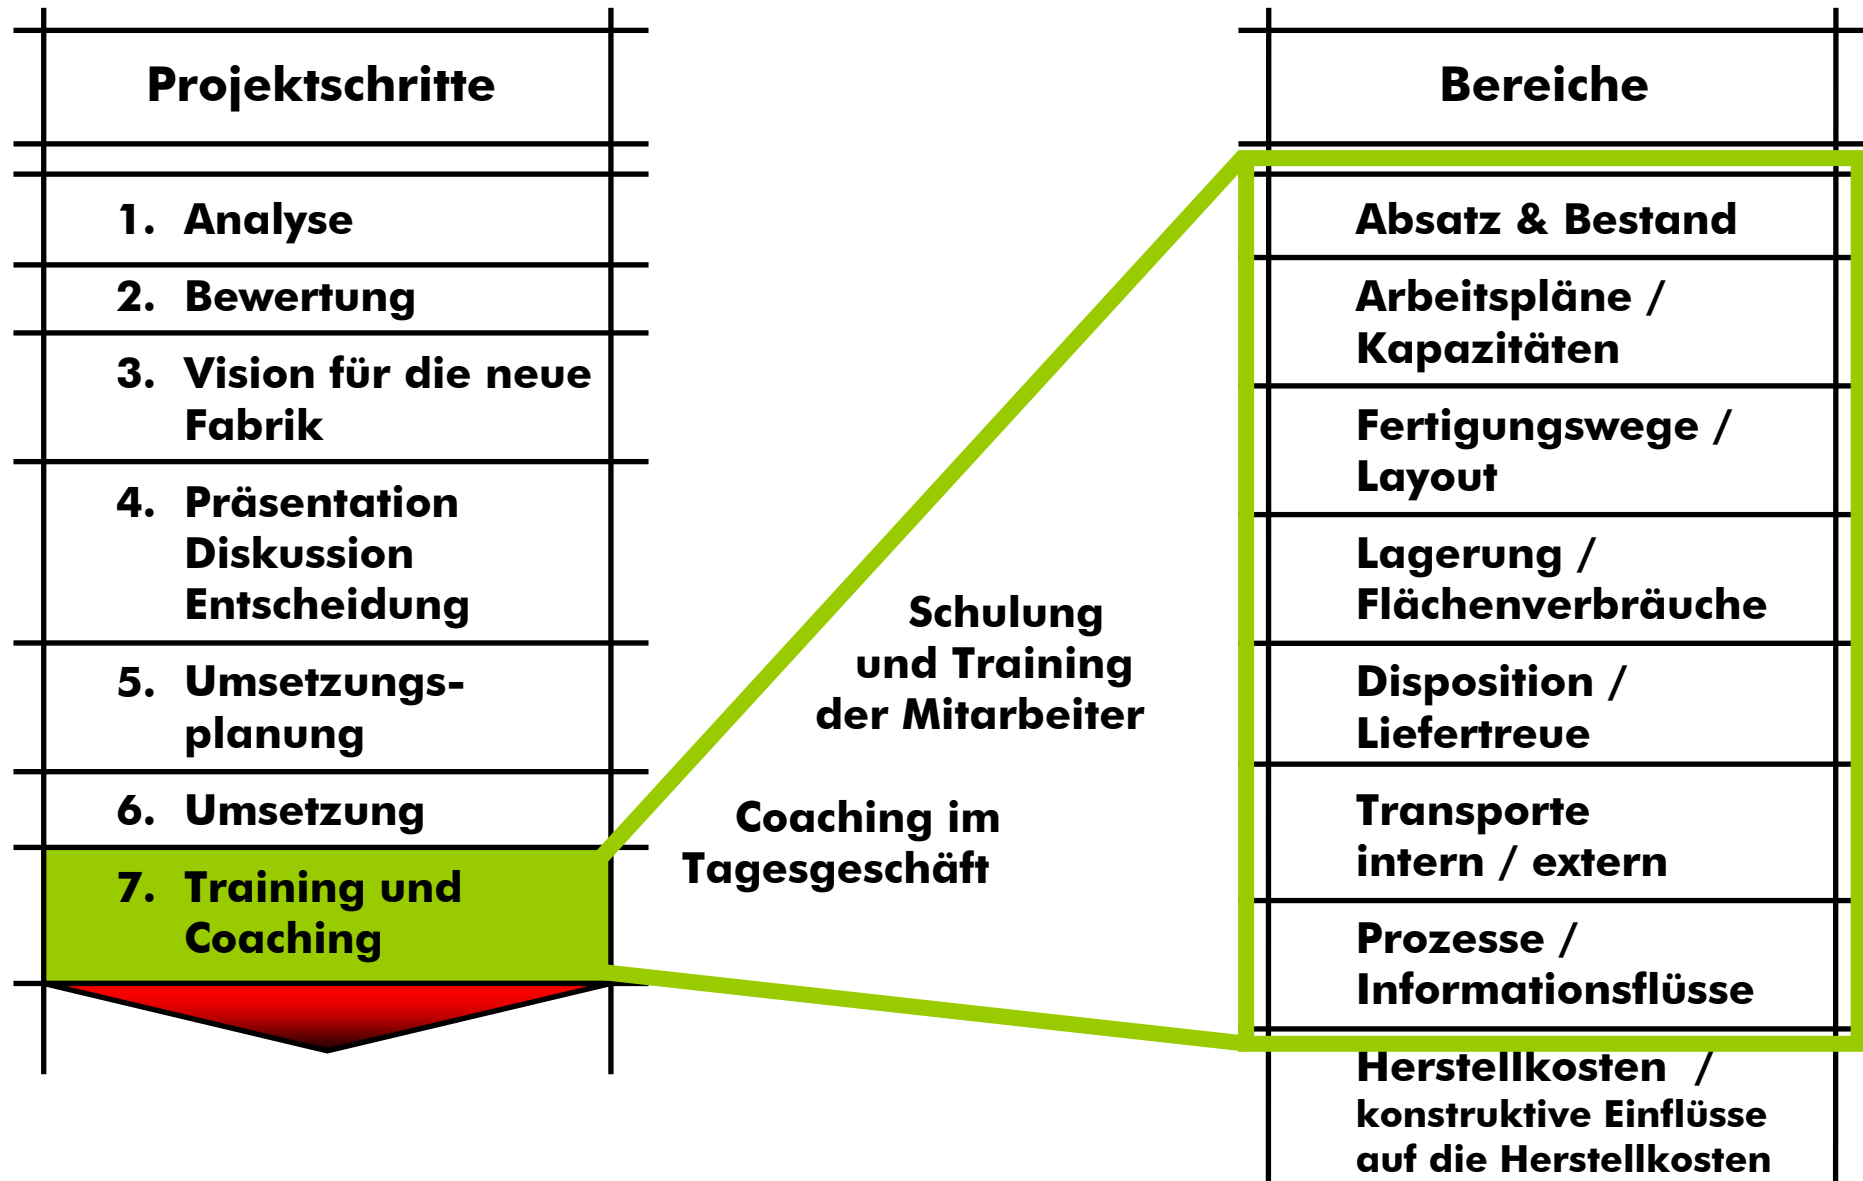 Projektschritte
1. Analyse
2. Bewertung
3. Vision für die neue
Fabrik
4. Präsentation
Diskussion
Entscheidung
5. Umsetzungs-
planung
6. Umsetzung
7. Training und
Coaching
Schulung
und Training
der Mitarbeiter
Coaching im
Tagesgeschäft
Bereiche
Absatz & Bestand
Arbeitspläne /
Kapazitäten
Fertigungswege /
Layout
Lagerung /
Flächenverbräuche
Disposition /
Liefertreue
Transporte
intern / extern
Prozesse /
Informationsflüsse
Herstellkosten /
konstruktive Einflüsse
auf die Herstellkosten